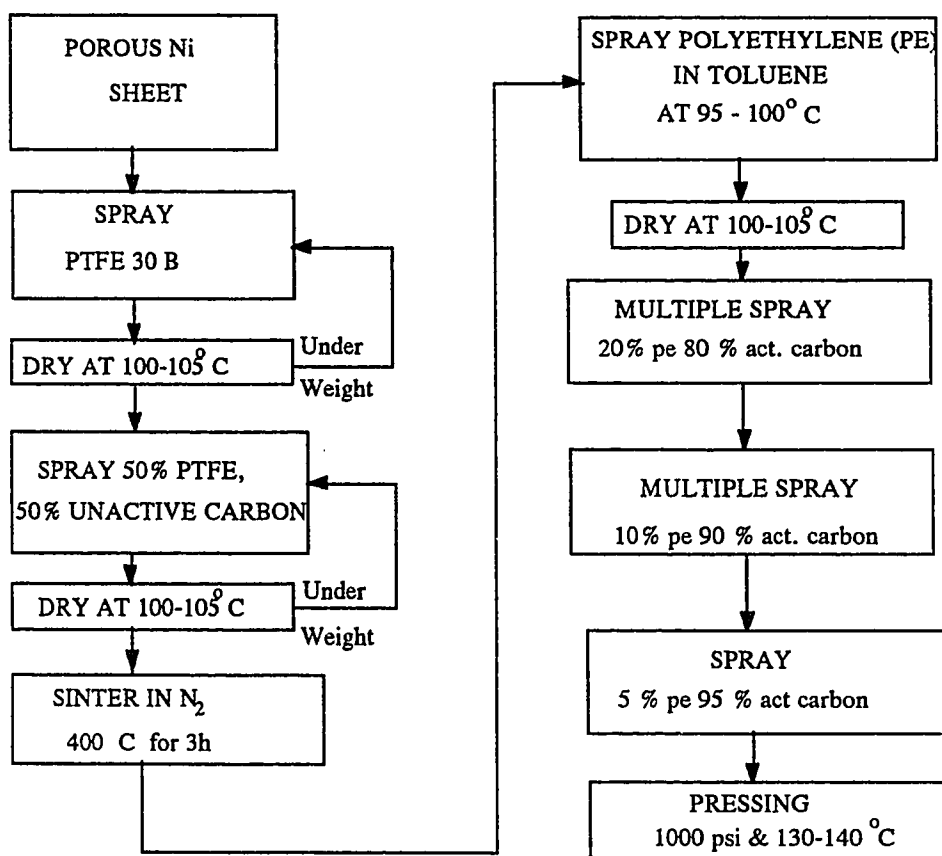 POROUS Ni
SHEET
SPRAY
PTFE 30 B
DRY AT 100-105° C
Under
Weight
SPRAY 50% PTFE,
50% UNACTIVE CARBON
DRY AT 100-105° C
Under
Weight
SINTER IN N₂
400 C for 3h
SPRAY POLYETHYLENE (PE)
IN TOLUENE
AT 95 - 100° C
DRY AT 100-105° C
MULTIPLE SPRAY
20% pe 80 % act. carbon
MULTIPLE SPRAY
10% pe 90 % act. carbon
SPRAY
5 % pe 95 % act carbon
PRESSING
1000 psi & 130-140 °C